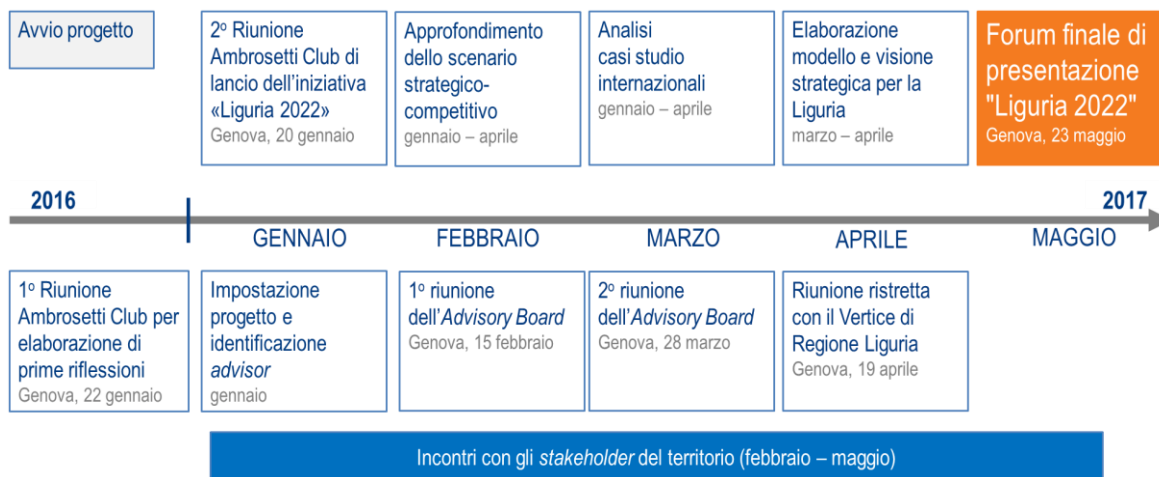 Avvio progetto
2º Riunione
Ambrosetti Club di
lancio dell'iniziativa
«Liguria 2022»
Genova, 20 gennaio
Approfondimento
dello scenario
strategico-
competitivo
gennaio – aprile
Analisi
casi studio
internazionali
gennaio – aprile
Elaborazione
modello e visione
strategica per la
Liguria
marzo – aprile
Forum finale di
presentazione
"Liguria 2022"
Genova, 23 maggio
2016
2017
GENNAIO
FEBBRAIO
MARZO
APRILE
MAGGIO
1º Riunione
Ambrosetti Club per
elaborazione di
prime riflessioni
Genova, 22 gennaio
Impostazione
progetto e
identificazione
advisor
gennaio
1º riunione
dell'Advisory Board
Genova, 15 febbraio
2º riunione
dell'Advisory Board
Genova, 28 marzo
Riunione ristretta
con il Vertice di
Regione Liguria
Genova, 19 aprile
Incontri con gli stakeholder del territorio (febbraio – maggio)